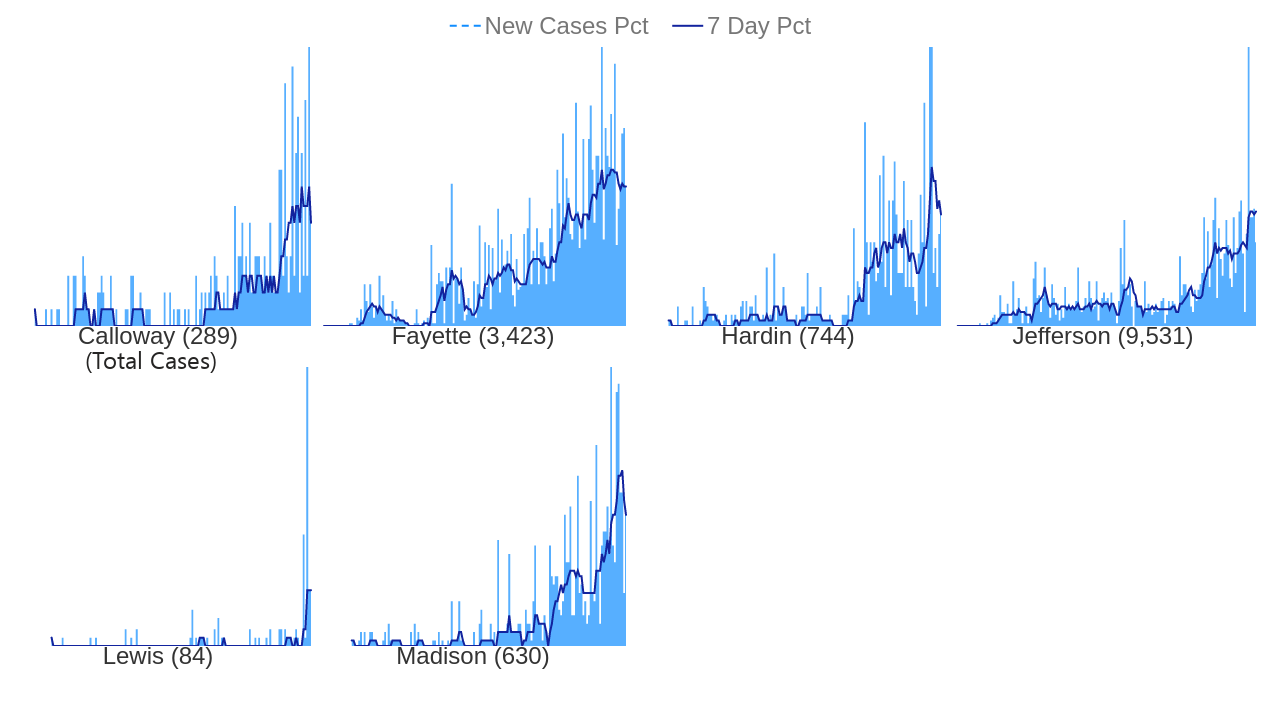 New Cases Pct 7 Day Pct
Calloway (289) Fayette (3,423) Hardin (744) Jefferson (9,531)
(Total Cases)
Lewis (84) Madison (630)